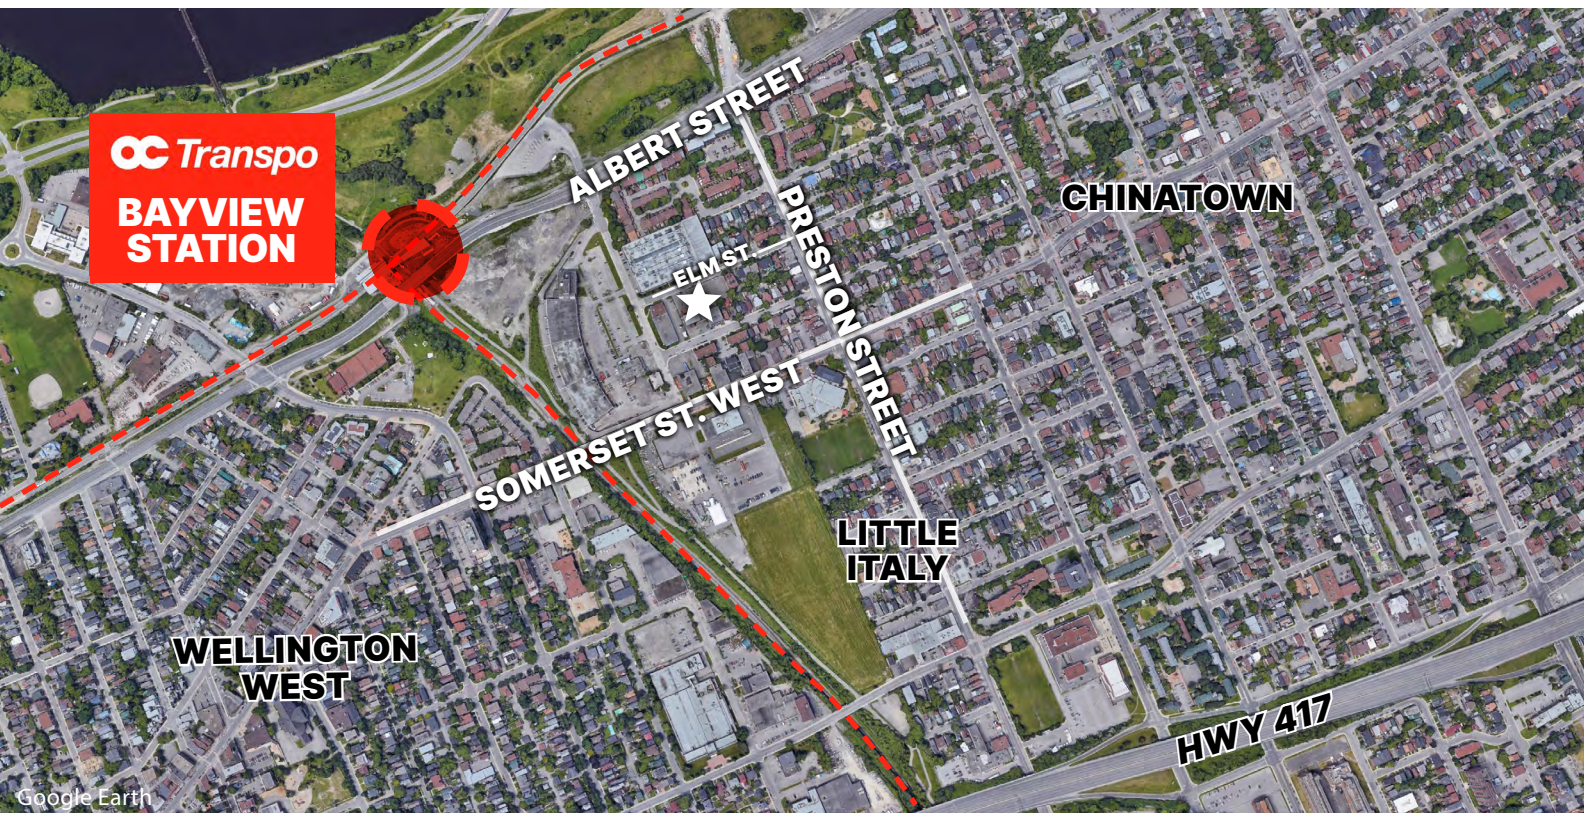 OC Transpo
BAYVIEW
STATION
ALBERT STREET
PRESTON STREET
CHINATOWN
ELM ST.
SOMERSET ST. WEST
LITTLE
ITALY
WELLINGTON
WEST
HWY 417
Google Earth